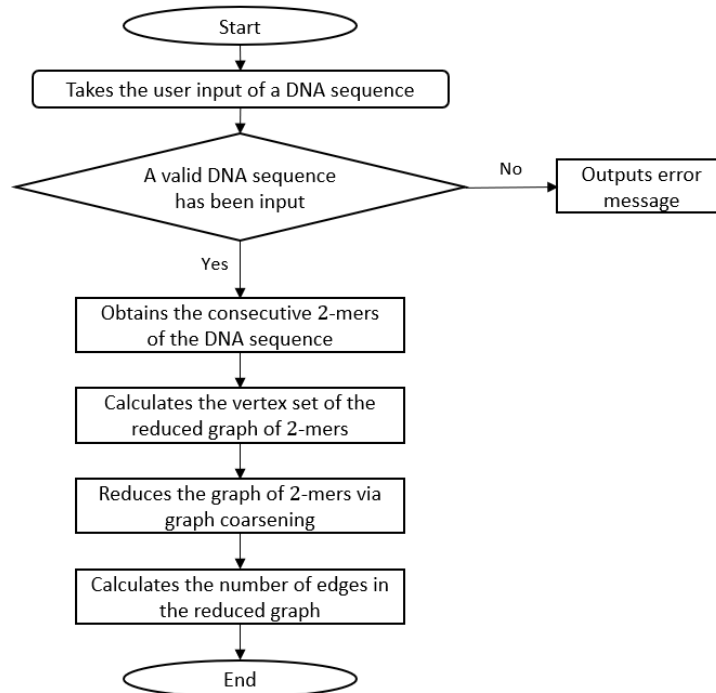 Start
Takes the user input of a DNA sequence
A valid DNA sequence
has been input
No
Outputs error
message
Yes
Obtains the consecutive 2-mers
of the DNA sequence
Calculates the vertex set of the
reduced graph of 2-mers
Reduces the graph of 2-mers via
graph coarsening
Calculates the number of edges in
the reduced graph
End